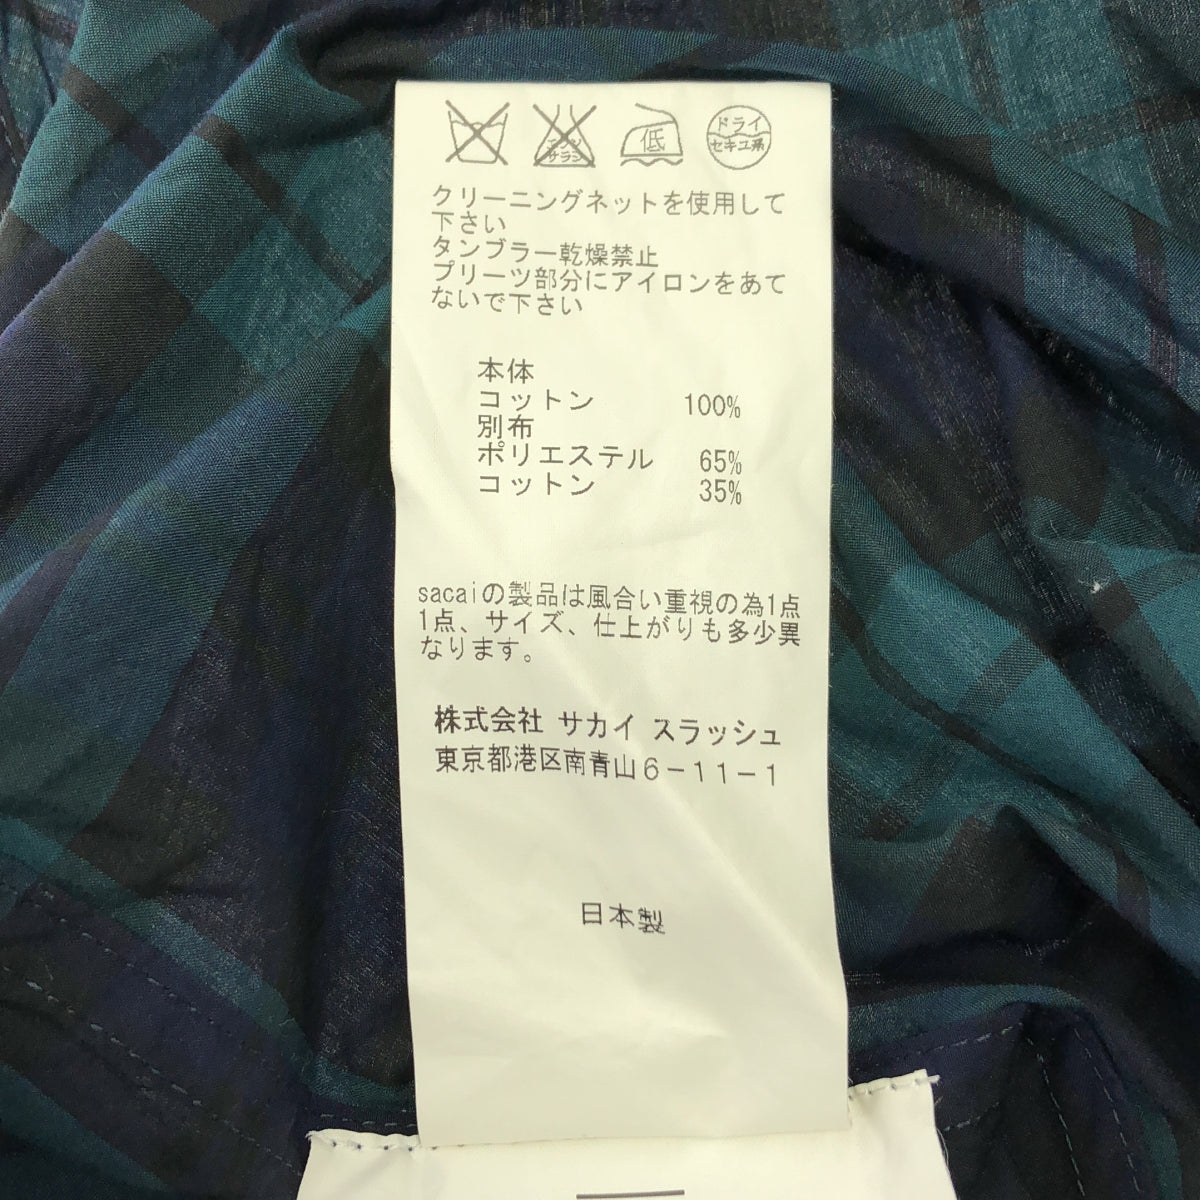 エンソ
サラシ
低
ドライ
セキユ系
クリーニングネットを使用して
下さい
タンブラー乾燥禁止
プリーツ部分にアイロンをあて
ないで下さい
本体
コットン 100%
別布
ポリエステル 65%
コットン 35%
sacaiの製品は風合い重視の為1点
1点、サイズ、仕上がりも多少異
なります。
株式会社 サカイ スラッシュ
東京都港区南青山6-11-1
日本製